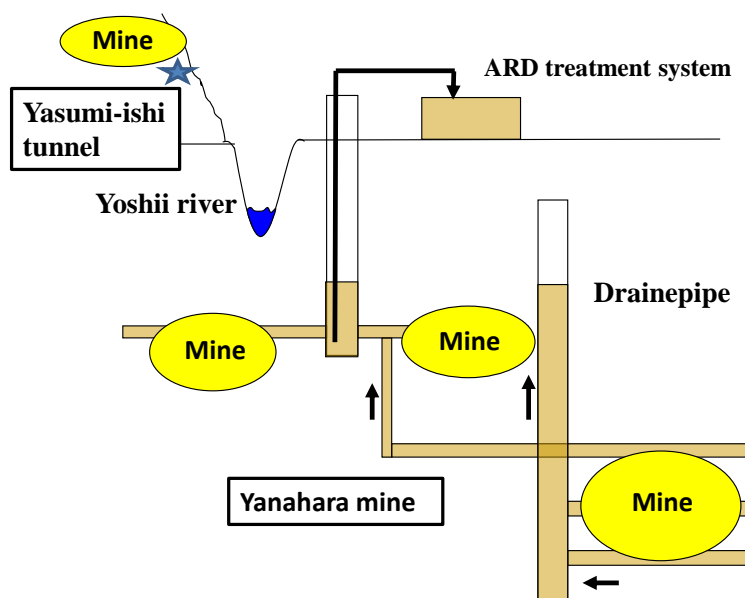 Mine
ARD treatment system
Yasumi-ishi
tunnel
Yoshii river
Drainepipe
Mine
Mine
Mine
Yanahara mine